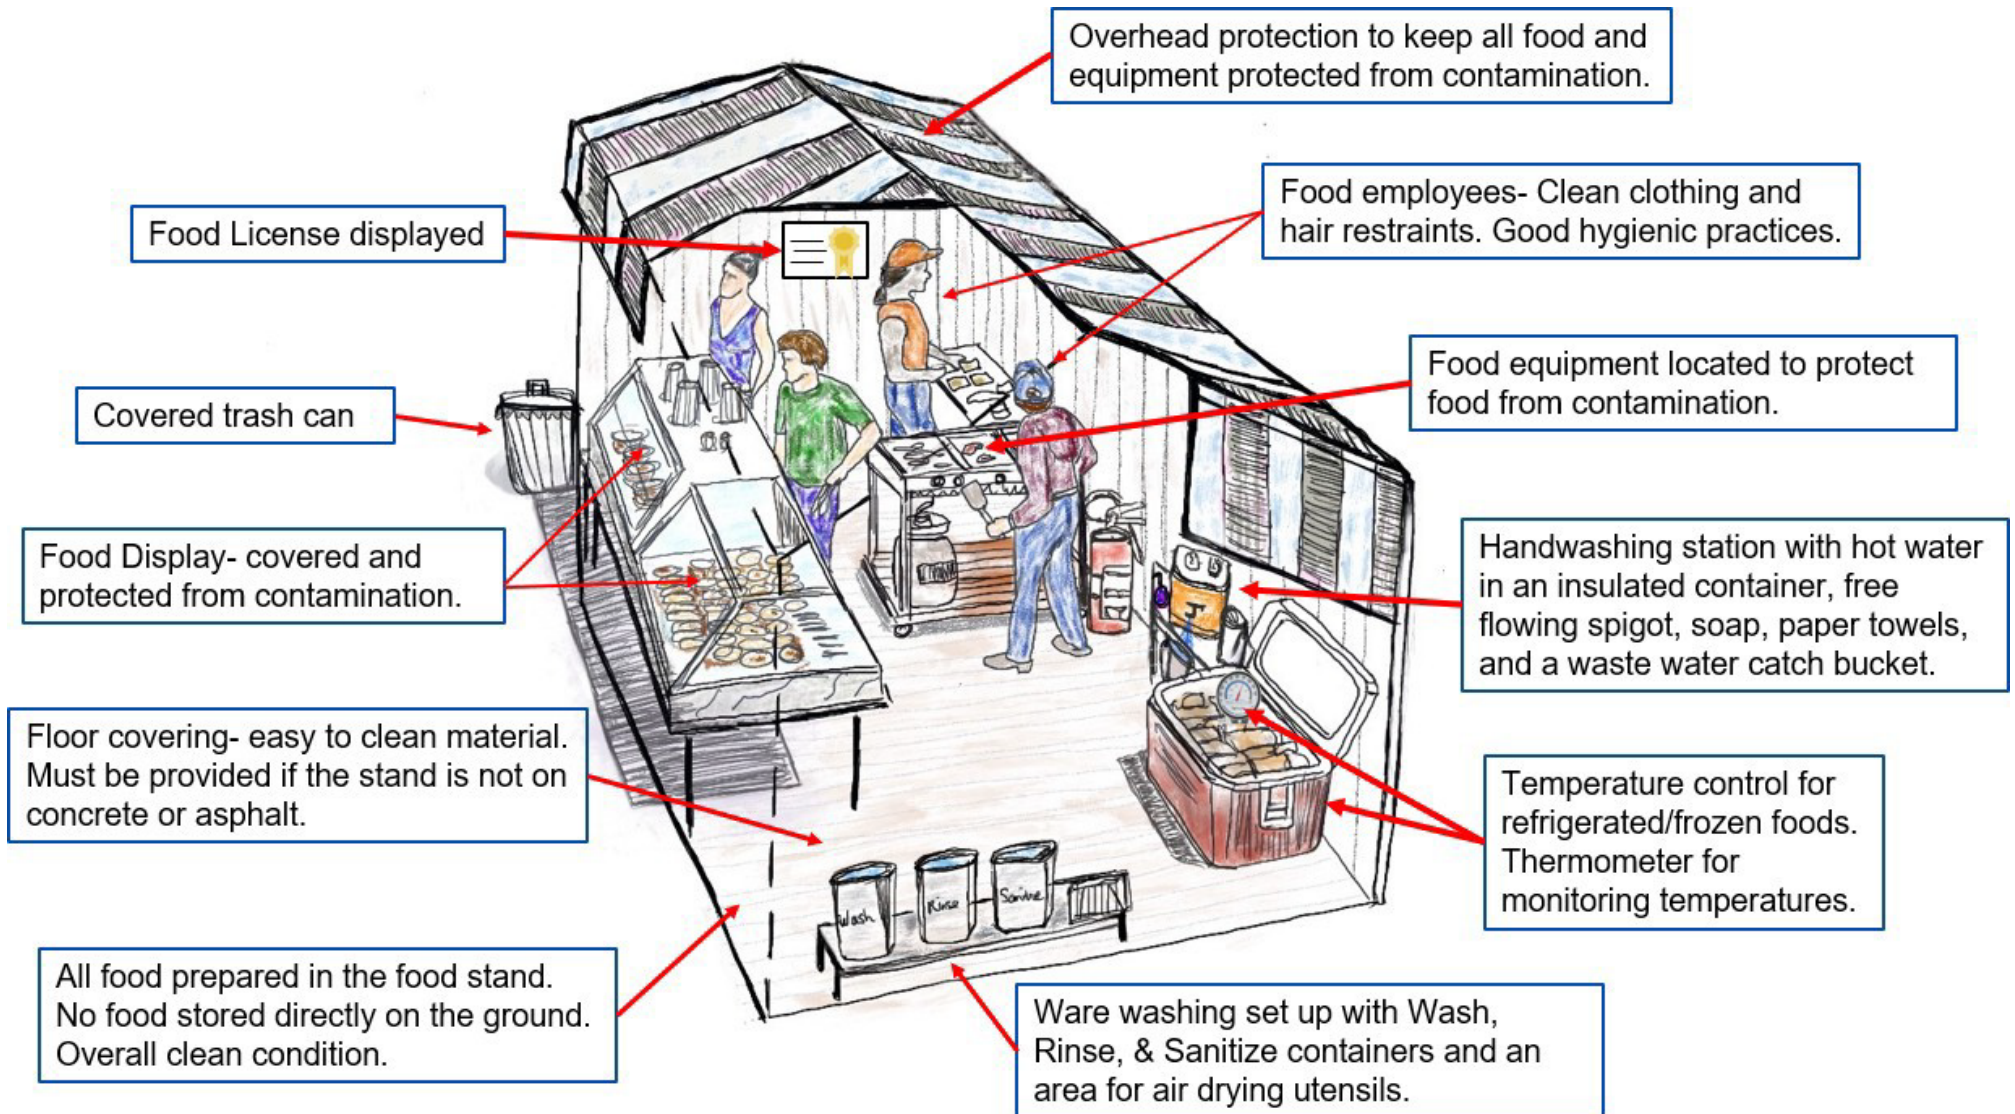 Overhead protection to keep all food and
equipment protected from contamination.
Food employees- Clean clothing and
hair restraints. Good hygienic practices.
Food License displayed
Food equipment located to protect
food from contamination.
Covered trash can
Food Display- covered and
protected from contamination.
Handwashing station with hot water
in an insulated container, free
flowing spigot, soap, paper towels,
and a waste water catch bucket.
Floor covering- easy to clean material.
Must be provided if the stand is not on
concrete or asphalt.
Temperature control for
refrigerated/frozen foods.
Thermometer for
monitoring temperatures.
Wash
Rinse
All food prepared in the food stand.
No food stored directly on the ground.
Overall clean condition.
Ware washing set up with Wash,
Rinse, & Sanitize containers and an
area for air drying utensils.